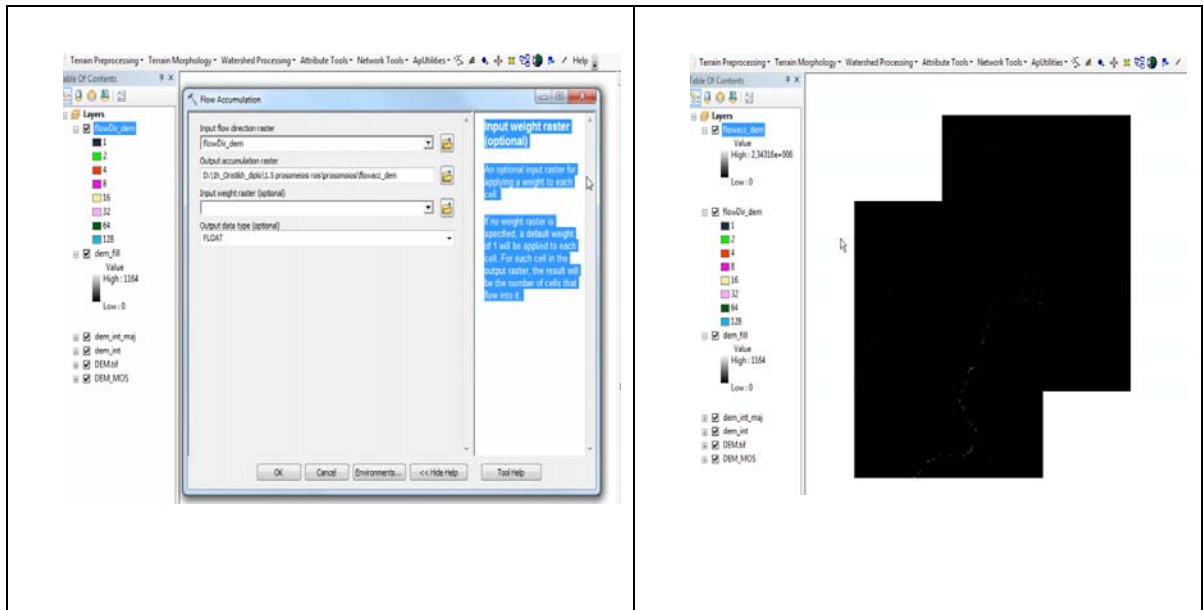 Terrain Preprocessing Terrain Morphology Watershed Processing Attribute Tools Network Tools ApUtilities Help
Table Of Contents
Layers
flowDir_dem
1
2
4
8
16
32
64
128
dem_fill
Value
High : 1164
Low : 0
dem_int_maj
dem_int
DEM.tif
DEM_MOS
Flow Accumulation
Input flow direction raster
flowDir_dem
Output accumulation raster
Input weight raster (optional)
Output data type (optional)
FLOAT
OK Cancel Environments... << Hide Help Tool Help
Input weight raster
(optional)
An optional input raster for
applying a weight to each
cell.
If no weight raster is
specified, a default weight
of 1 will be applied to each
cell. For each cell in the
output raster, the result will
be the number of cells that
flow into it.
Terrain Preprocessing Terrain Morphology Watershed Processing Attribute Tools Network Tools ApUtilities
Table Of Contents
Layers
flowacc_dem
Value
High : 2,34316e+006
Low : 0
flowDir_dem
1
2
4
8
16
32
64
128
dem_fill
Value
High : 1164
Low : 0
dem_int_maj
dem_int
DEM.tif
DEM_MOS